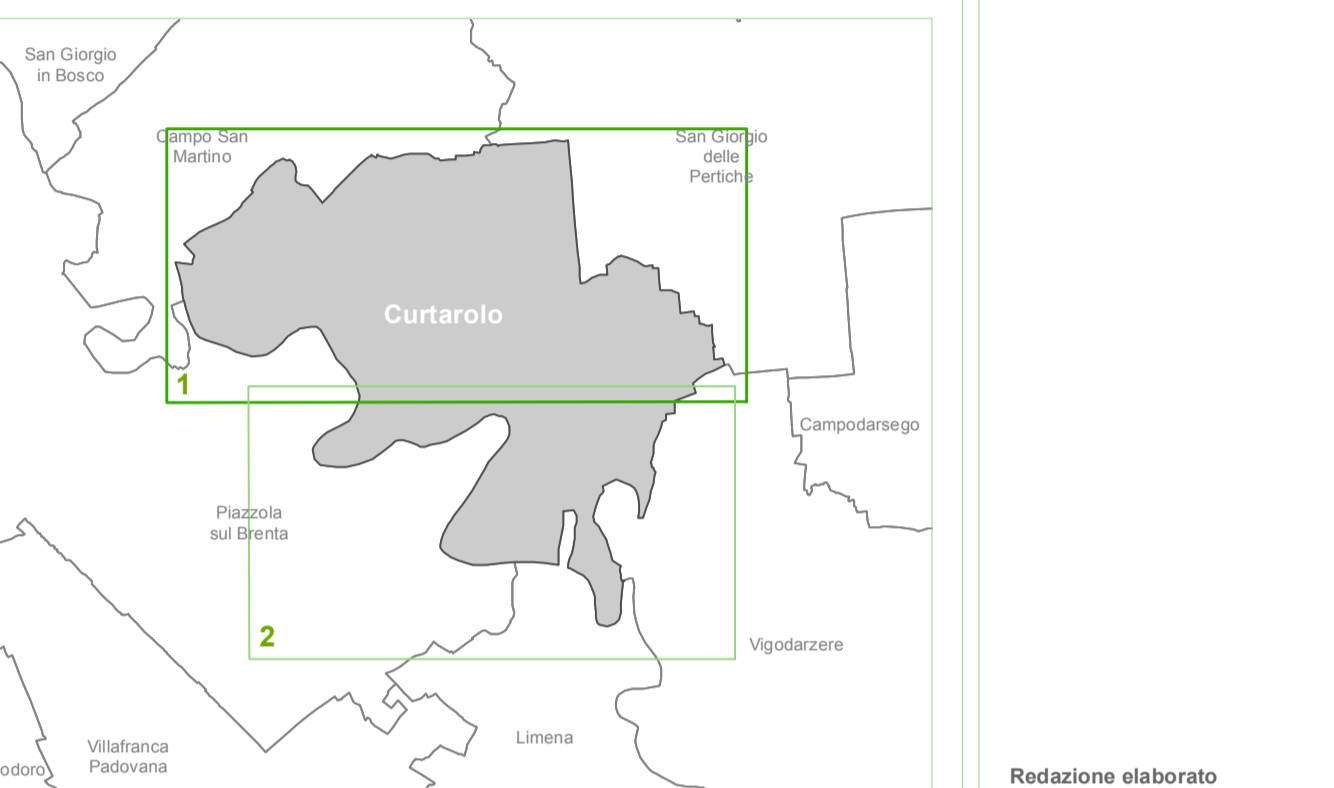 San Giorgio
in Bosco
Campo San
Martino
San Giorgio
delle
Pertiche
Curtarolo
1
Campodarsego
Piazzola
sul Brenta
2
Vigodarzere
Limena
Villafranca
Padovana
odoro
Redazione elaborato